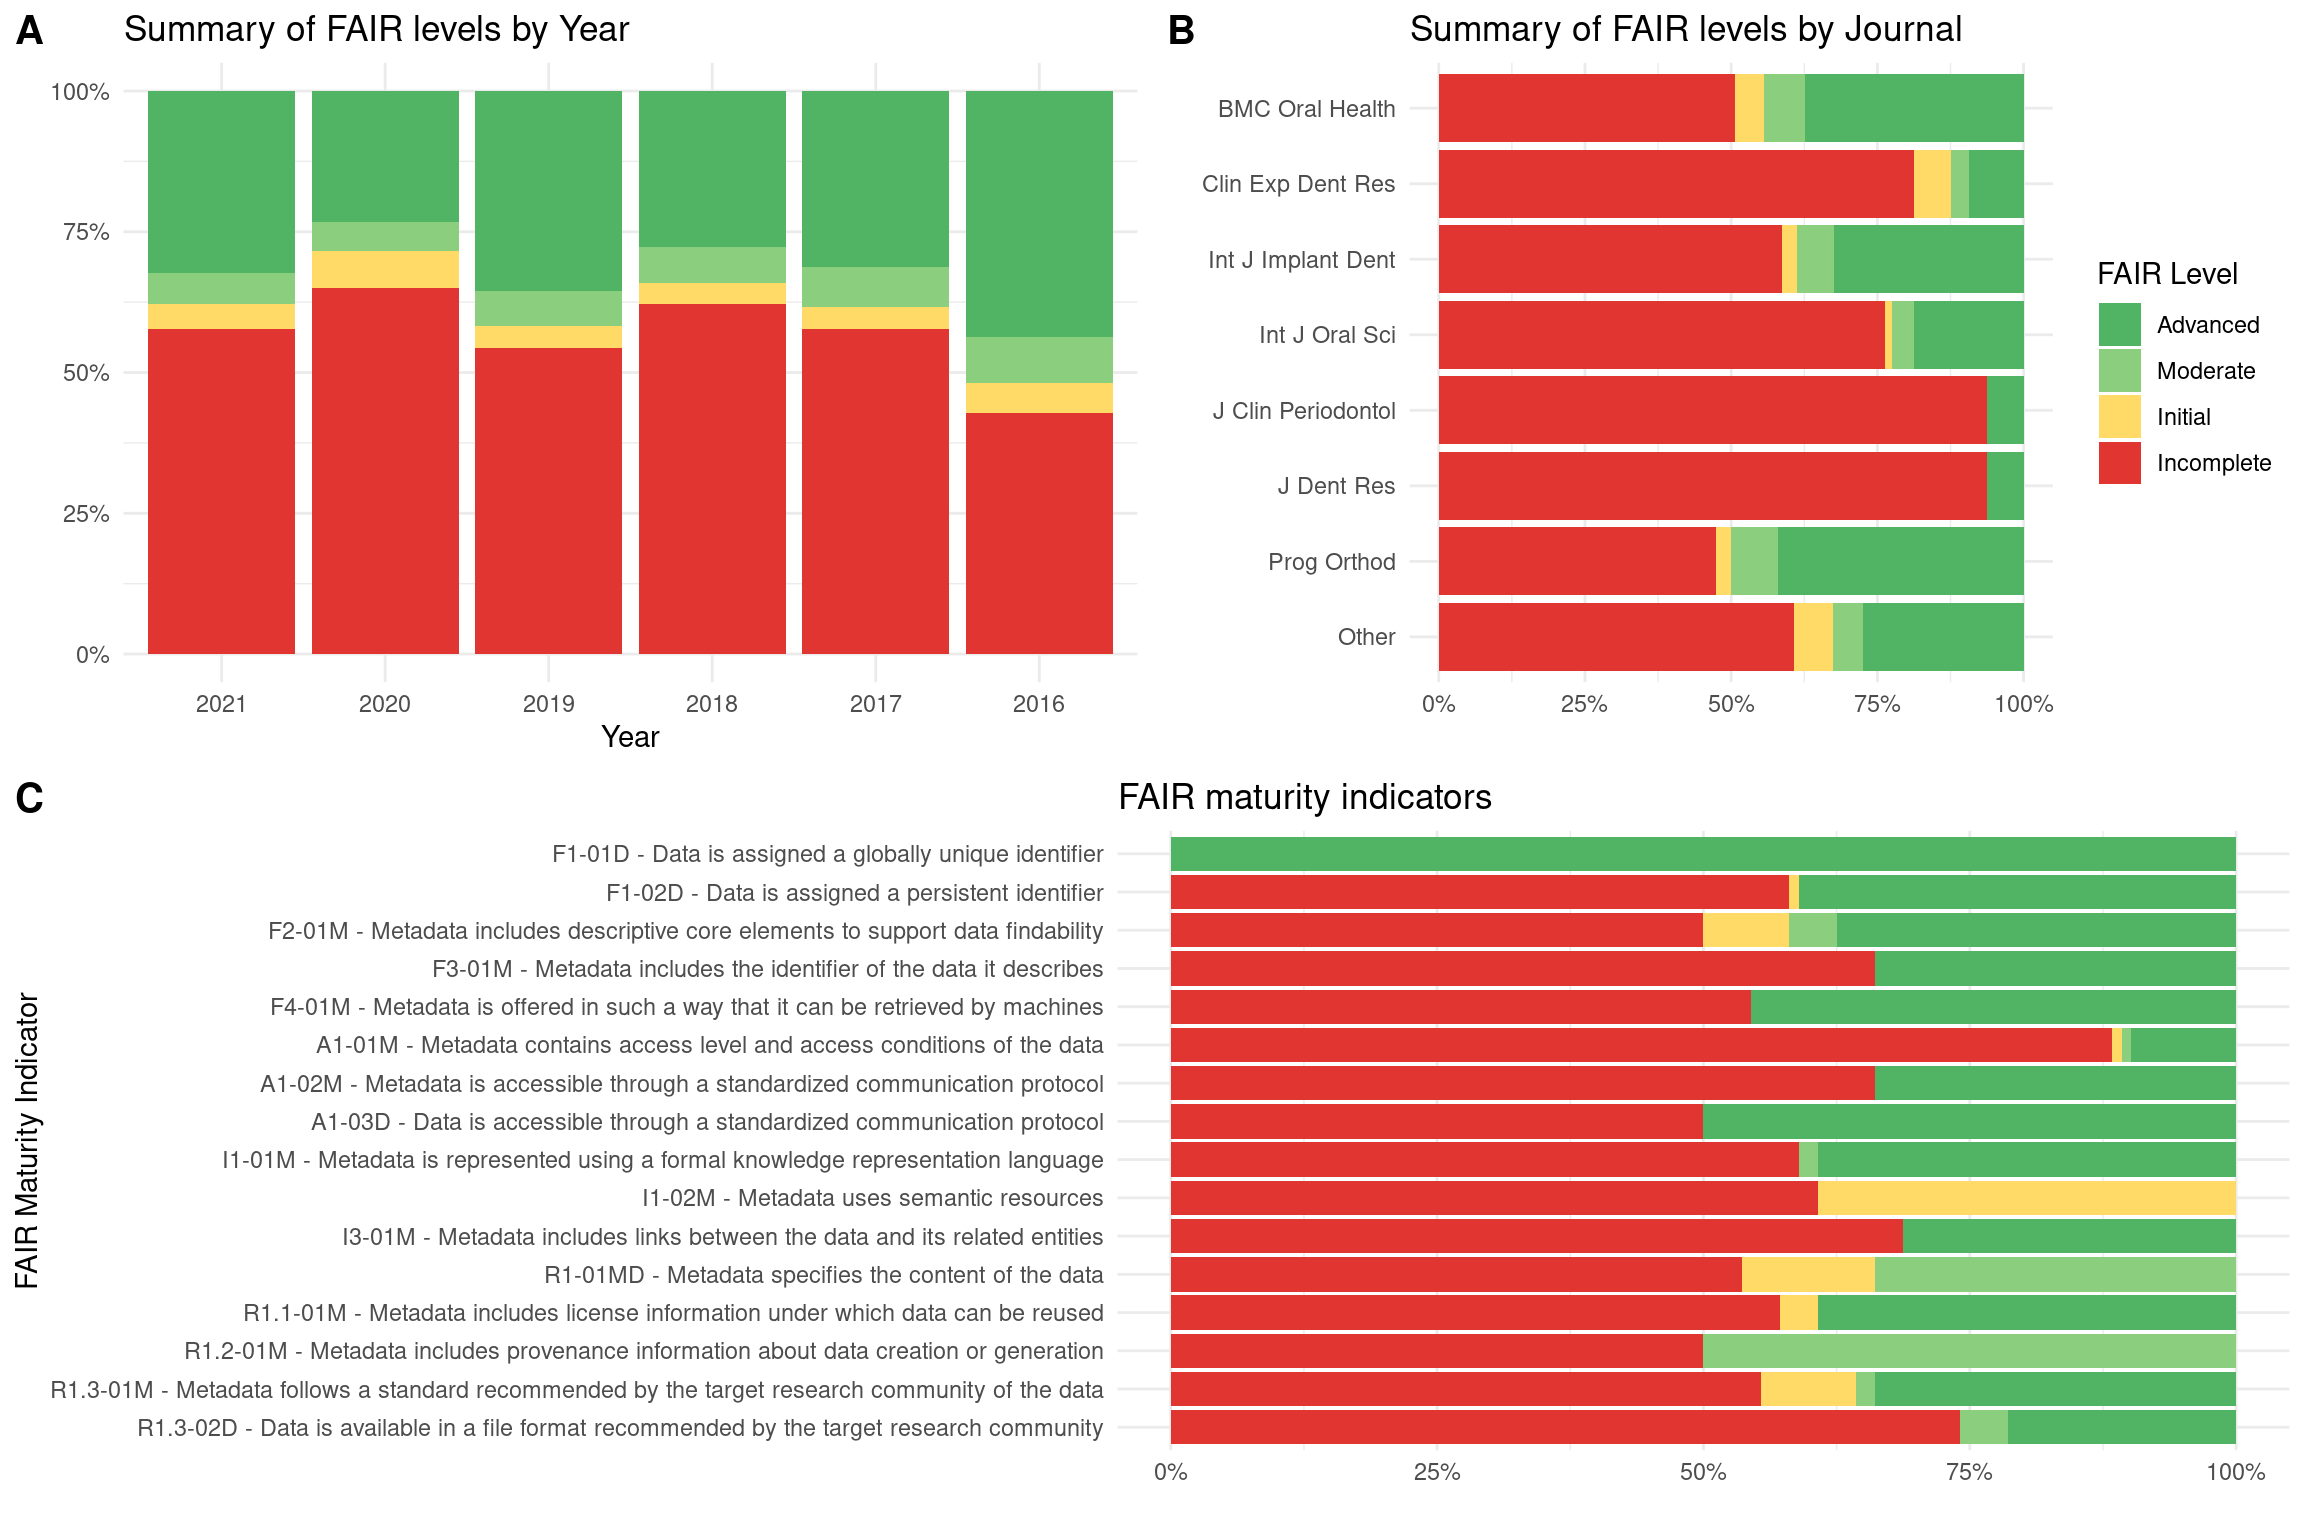 A
Summary of FAIR levels by Year
100%
75%
50%
25%
0%
2021
2020
2019
2018
2017
2016
Year
B
Summary of FAIR levels by Journal
BMC Oral Health
Clin Exp Dent Res
Int J Implant Dent
Int J Oral Sci
J Clin Periodontol
J Dent Res
Prog Orthod
Other
0%
25%
50%
75%
100%
FAIR Level
Advanced
Moderate
Initial
Incomplete
C
FAIR maturity indicators
FAIR Maturity Indicator
F1-01D - Data is assigned a globally unique identifier
F1-02D - Data is assigned a persistent identifier
F2-01M - Metadata includes descriptive core elements to support data findability
F3-01M - Metadata includes the identifier of the data it describes
F4-01M - Metadata is offered in such a way that it can be retrieved by machines
A1-01M - Metadata contains access level and access conditions of the data
A1-02M - Metadata is accessible through a standardized communication protocol
A1-03D - Data is accessible through a standardized communication protocol
I1-01M - Metadata is represented using a formal knowledge representation language
I1-02M - Metadata uses semantic resources
I3-01M - Metadata includes links between the data and its related entities
R1-01MD - Metadata specifies the content of the data
R1.1-01M - Metadata includes license information under which data can be reused
R1.2-01M - Metadata includes provenance information about data creation or generation
R1.3-01M - Metadata follows a standard recommended by the target research community of the data
R1.3-02D - Data is available in a file format recommended by the target research community
0%
25%
50%
75%
100%